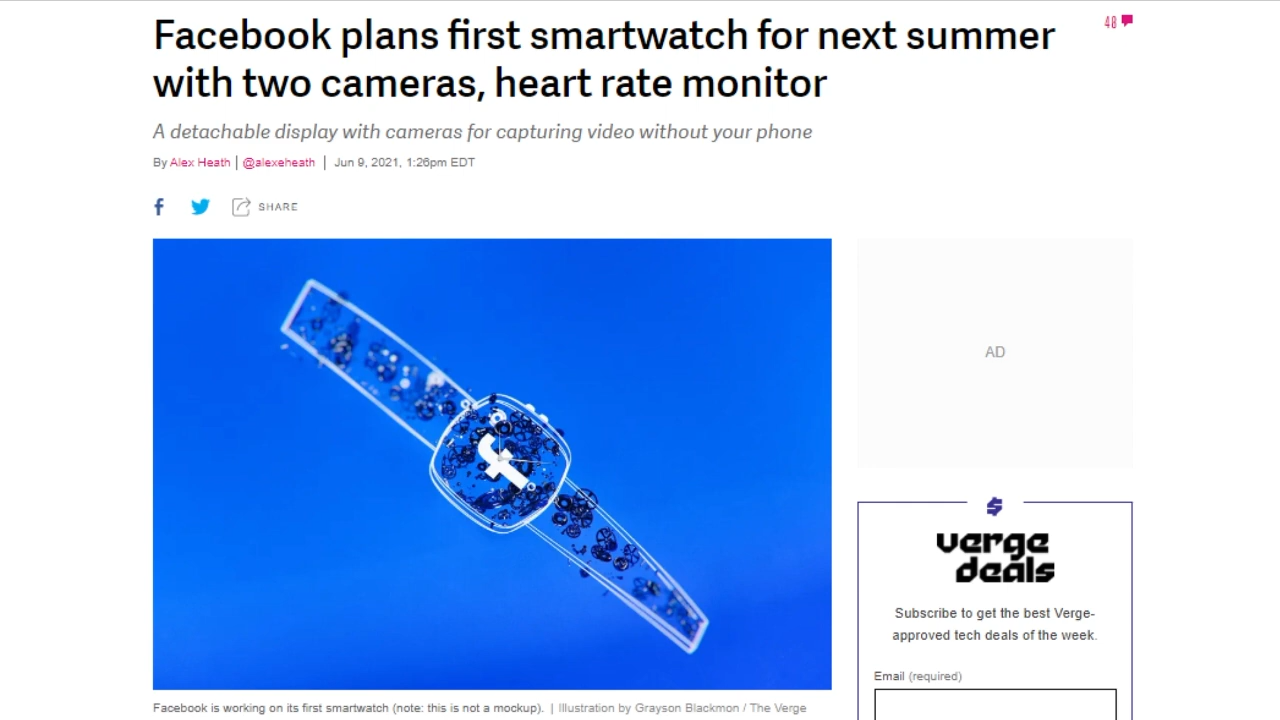 Facebook plans first smartwatch for next summer
with two cameras, heart rate monitor
48
A detachable display with cameras for capturing video without your phone
By Alex Heath | @alexeheath | Jun 9, 2021, 1:26pm EDT
SHARE
AD
verge
deals
Subscribe to get the best Verge-
approved tech deals of the week.
Email (required)
Facebook is working on its first smartwatch (note: this is not a mockup). | Illustration by Grayson Blackmon / The Verge